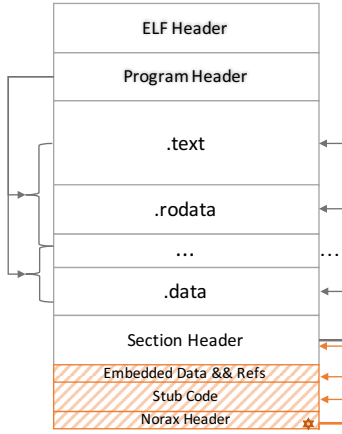 ELF Header
Program Header
.text
.rodata
...
...
.data
Section Header
Embedded Data && Refs
Stub Code
Norax Header